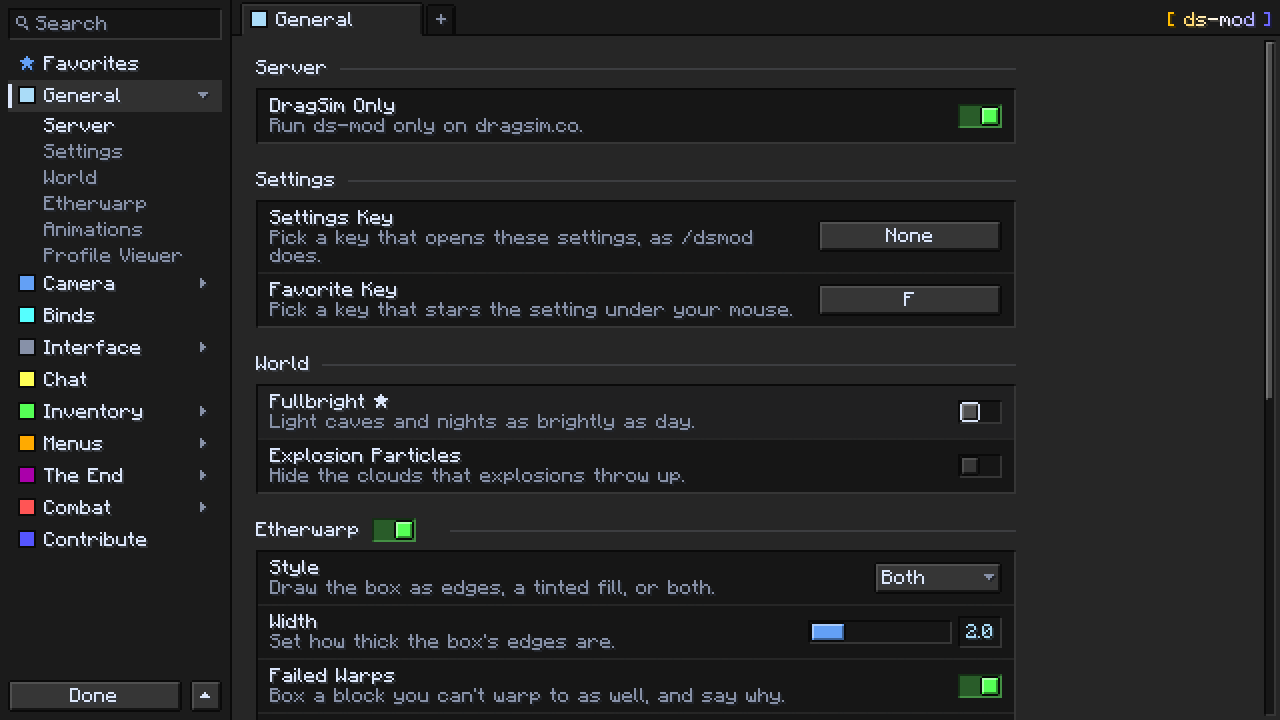 Search
Favorites
General
Server
Settings
World
Etherwarp
Animations
Profile Viewer
Camera
Binds
Interface
Chat
Inventory
Menus
The End
Combat
Contribute
Done
General
+
[ ds-mod ]
Server
DragSim Only
Run ds-mod only on dragsim.co.
Settings
Settings Key
Pick a key that opens these settings, as /dsmod
does.
None
Favorite Key
Pick a key that stars the setting under your mouse.
F
World
Fullbright ★
Light caves and nights as brightly as day.
Explosion Particles
Hide the clouds that explosions throw up.
Etherwarp
Style
Draw the box as edges, a tinted fill, or both.
Both
Width
Set how thick the box's edges are.
2.0
Failed Warps
Box a block you can't warp to as well, and say why.